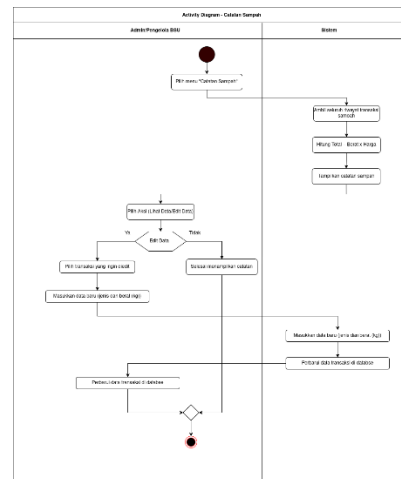 Activity Diagram - Catatan Sampah
Admin/Pengelola BSU
Sistem
Pilih menu "Catatan Sampah"
Ambil seluruh riwayat transaksi
sampah
Hitung Total Berat x Harga
Tampilkan catatan sampah
Pilih Aksi (Lihat Data/Edit Data)
Ya
Edit Data
Tidak
Pilih transaksi yang ingin diedit
Selesai menampilkan catatan
Masukkan data baru (jenis dan berat
Masukkan data baru (jenis dan berat (kg))
Perbarui data transaksi di database
Perbarui data transaksi di database